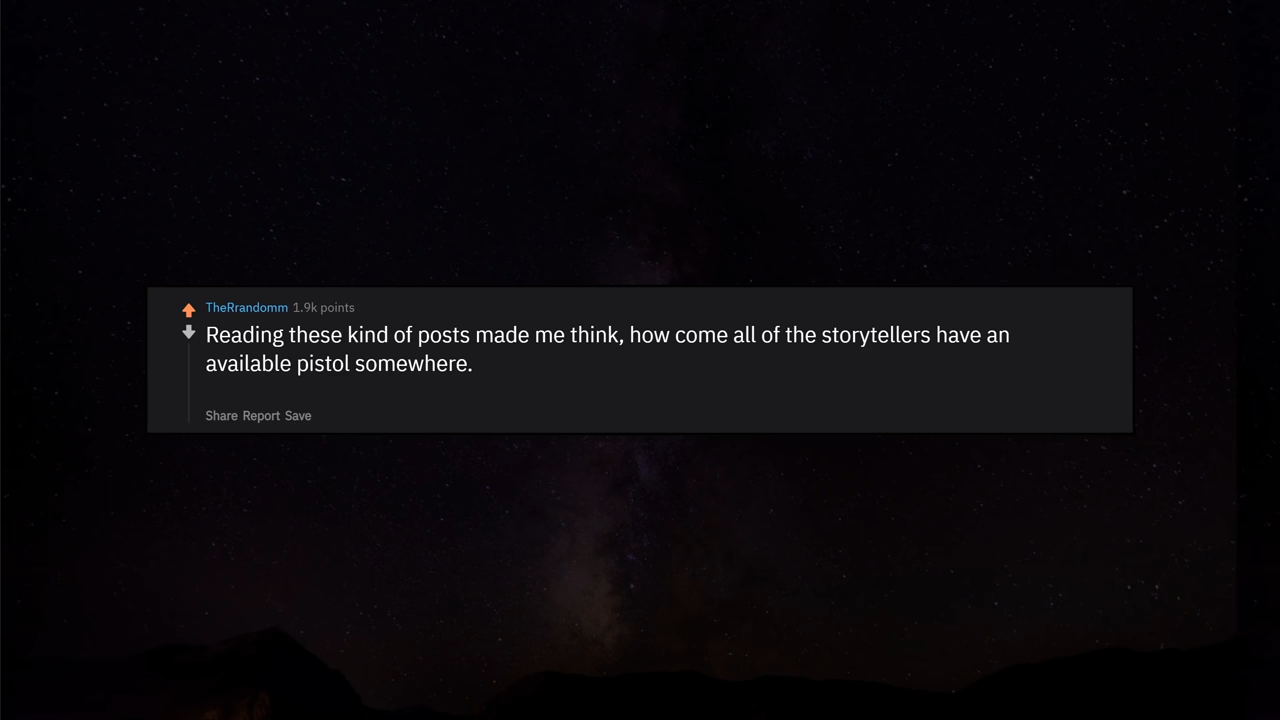 TheRrandomm 1.9k points
Reading these kind of posts made me think, how come all of the storytellers have an
available pistol somewhere.
Share Report Save